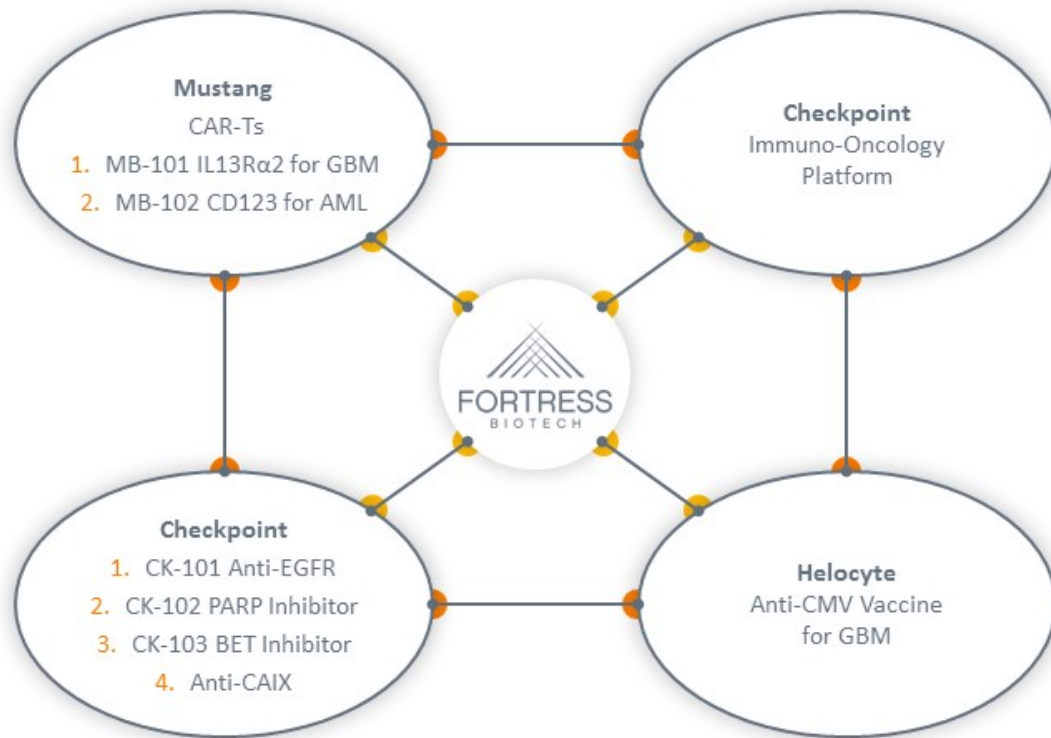 Mustang
CAR-Ts
1. MB-101 IL13Rα2 for GBM
2. MB-102 CD123 for AML
Checkpoint
Immuno-Oncology
Platform
FORTRESS
BIOTECH
Checkpoint
1. CK-101 Anti-EGFR
2. CK-102 PARP Inhibitor
3. CK-103 BET Inhibitor
4. Anti-CAIX
Helocyte
Anti-CMV Vaccine
for GBM